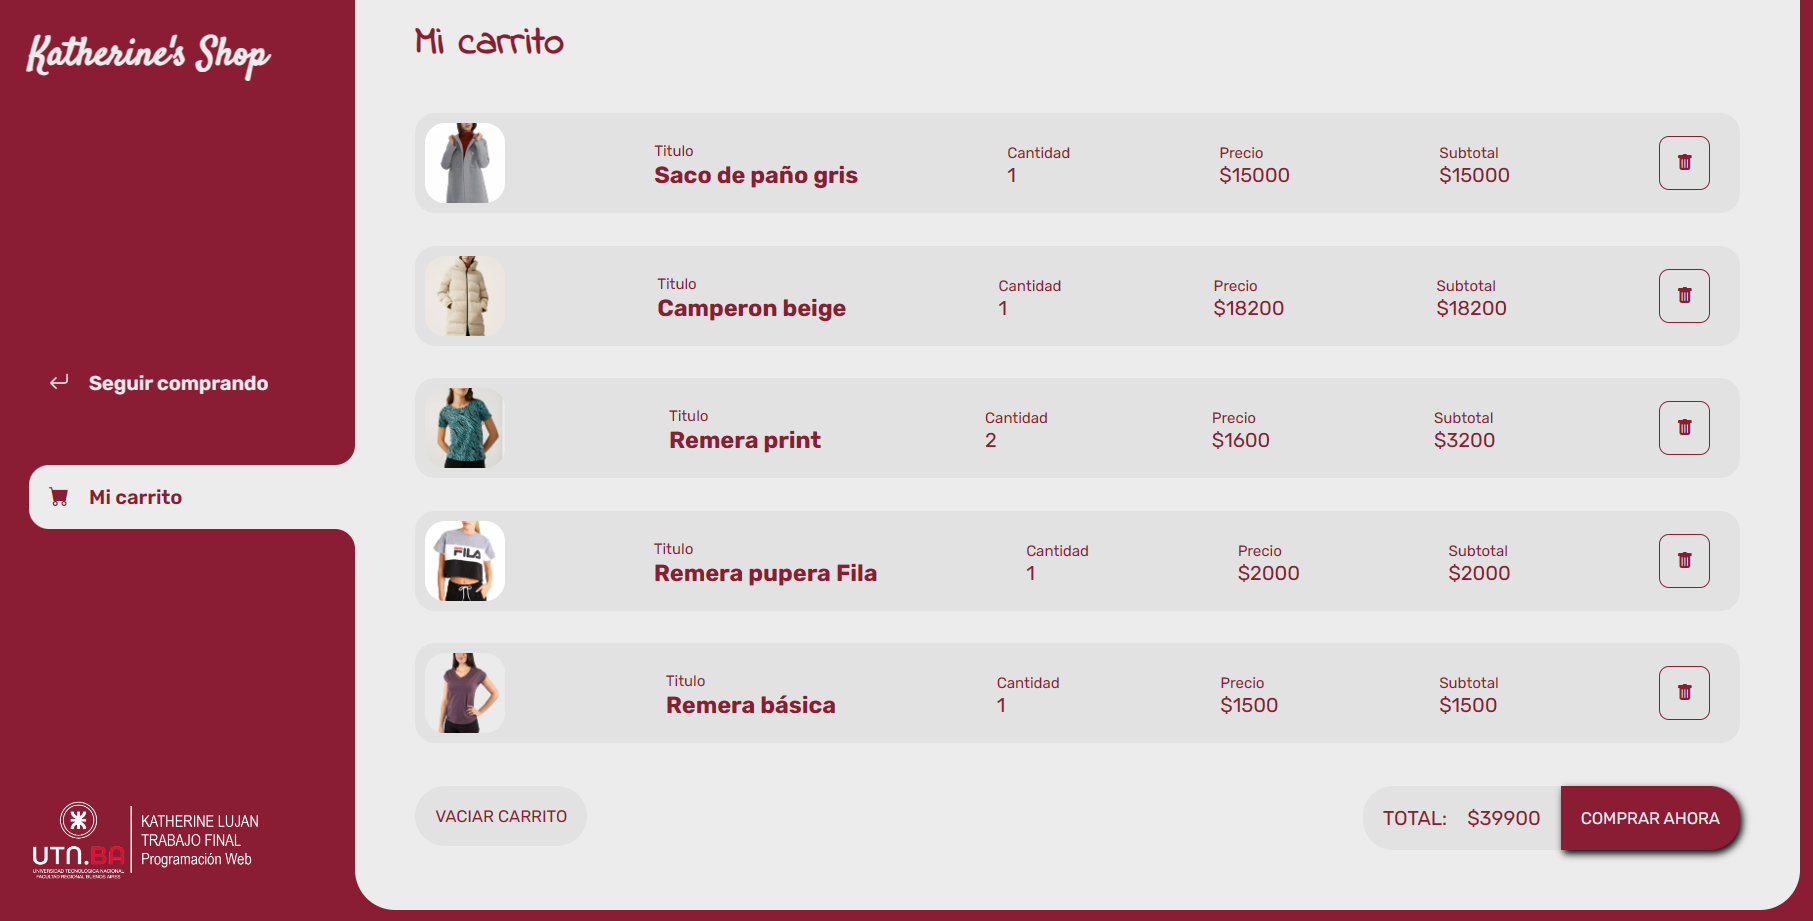 Katherine's Shop
Seguir comprando
Mi carrito
UTN.BA
UNIVERSIDAD TECNOLOGICA NACIONAL
FACULTAD REGIONAL BUENOS AIRES
KATHERINE LUJAN
TRABAJO FINAL
Programación Web
Mi carrito
Titulo Cantidad Precio Subtotal
Saco de paño gris 1 $15000 $15000
Titulo Cantidad Precio Subtotal
Camperon beige 1 $18200 $18200
Titulo Cantidad Precio Subtotal
Remera print 2 $1600 $3200
FILA
Titulo Cantidad Precio Subtotal
Remera pupera Fila 1 $2000 $2000
Titulo Cantidad Precio Subtotal
Remera básica 1 $1500 $1500
VACIAR CARRITO TOTAL: $39900 COMPRAR AHORA